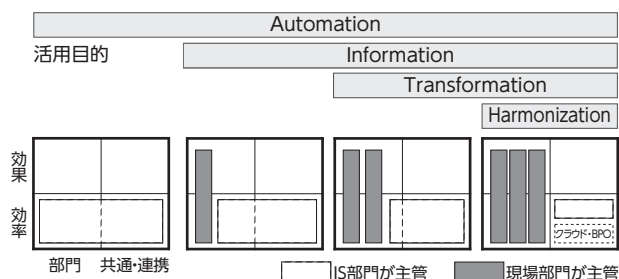 Automation
活用目的
Information
Transformation
Harmonization
効果
効率
クラウド・BPO
部門 共通・連携
IS部門が主管 現場部門が主管